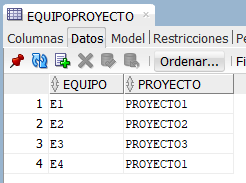 EQUIPOPROYECTO
Columnas Datos Model Restricciones Pe
Ordenar... Fi
EQUIPO PROYECTO
1 E1 PROYECTO1
2 E2 PROYECTO2
3 E3 PROYECTO3
4 E4 PROYECTO1